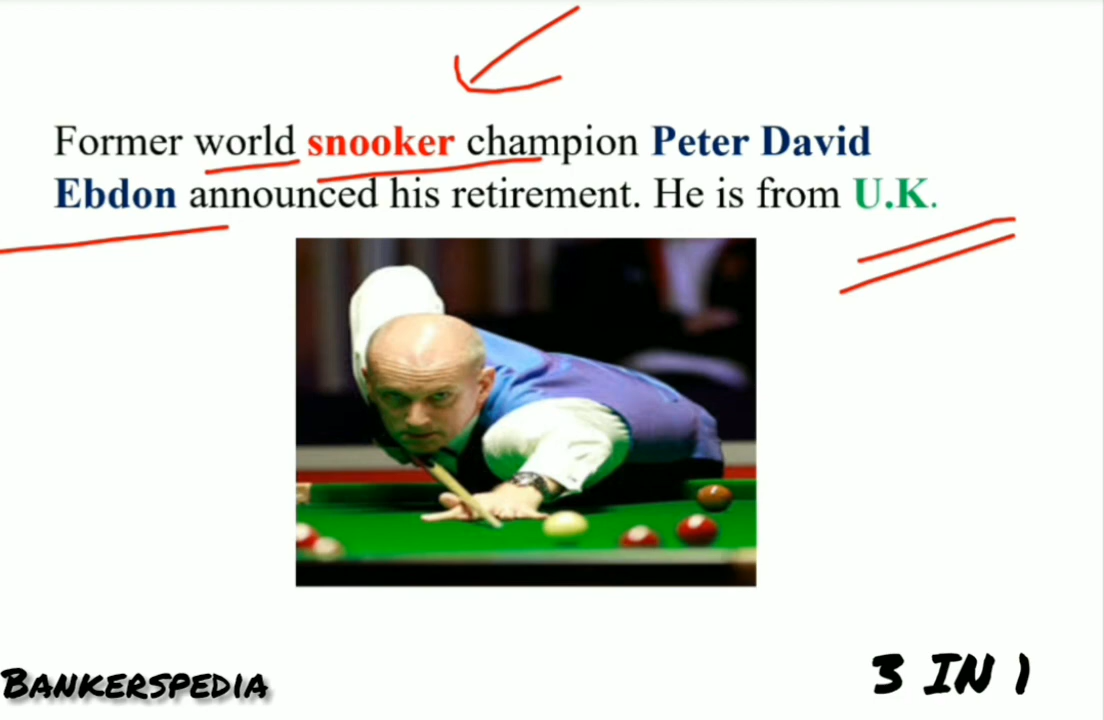 Former world snooker champion Peter David
Ebdon announced his retirement. He is from U.K.
BANKERSPEDIA
3 IN 1